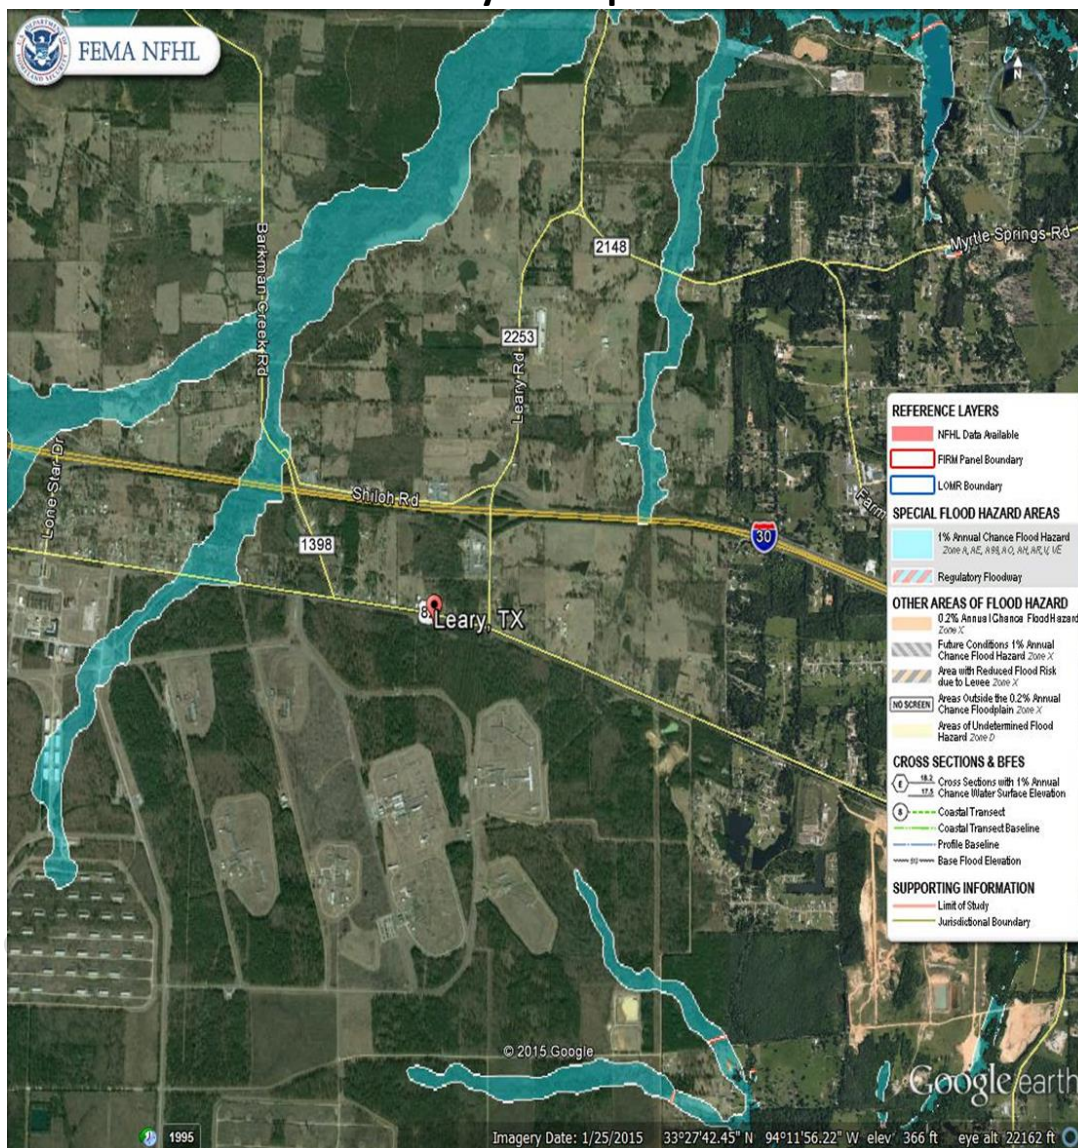 FEMA NFHL
N
Barkman Creek Rd
2148
Myrtle Springs Rd
2253
Leary Rd
Lone Star Dr
Shiloh Rd
1398
30
Farm
Leary, TX
REFERENCE LAYERS
NFHL Data Available
FIRM Panel Boundary
LOMR Boundary
SPECIAL FLOOD HAZARD AREAS
1% Annual Chance Flood Hazard
Zone A, AE, A99, AO, AH, AR, V, VE
Regulatory Floodway
OTHER AREAS OF FLOOD HAZARD
0.2% Annual Chance Flood Hazard
Zone X
Future Conditions 1% Annual
Chance Flood Hazard Zone X
Area with Reduced Flood Risk
due to Levee Zone X
NO SCREEN
Areas Outside the 0.2% Annual
Chance Floodplain Zone X
Areas of Undetermined Flood
Hazard Zone D
CROSS SECTIONS & BFES
E 18.2
17.5
Cross Sections with 1% Annual
Chance Water Surface Elevation
8 Coastal Transect
Coastal Transect Baseline
Profile Baseline
Base Flood Elevation
SUPPORTING INFORMATION
Limit of Study
Jurisdictional Boundary
© 2015 Google
Google earth
1995
Imagery Date: 1/25/2015 33°27'42.45" N 94°11'56.22" W elev 366 ft eye alt 22162 ft